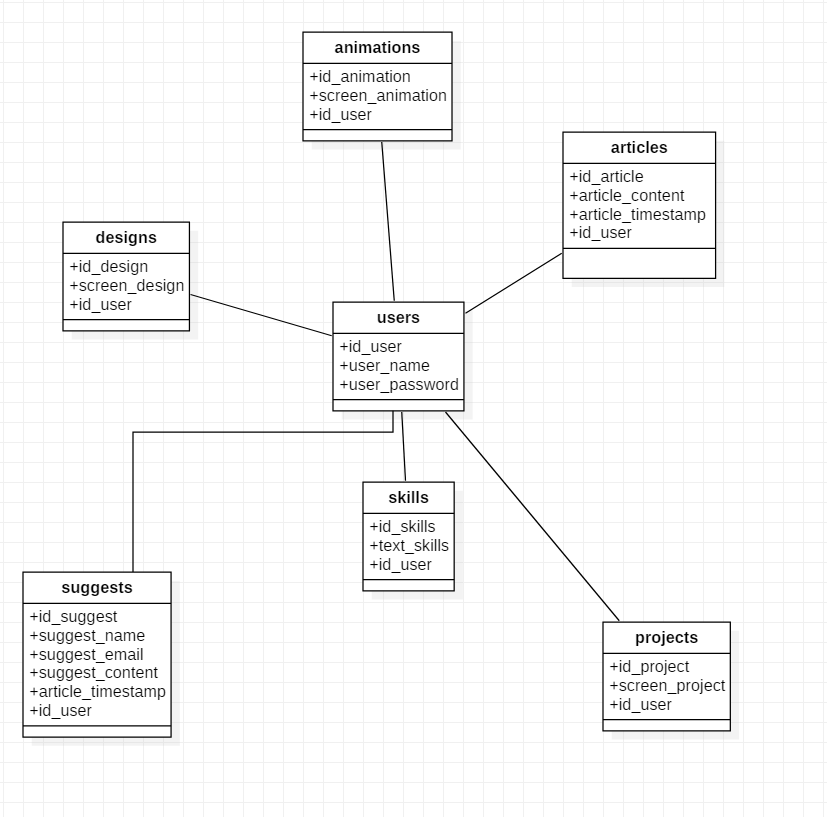 animations
+id_animation
+screen_animation
+id_user
articles
+id_article
+article_content
+article_timestamp
+id_user
designs
+id_design
+screen_design
+id_user
users
+id_user
+user_name
+user_password
skills
+id_skills
+text_skills
+id_user
suggests
+id_suggest
+suggest_name
+suggest_email
+suggest_content
+article_timestamp
+id_user
projects
+id_project
+screen_project
+id_user